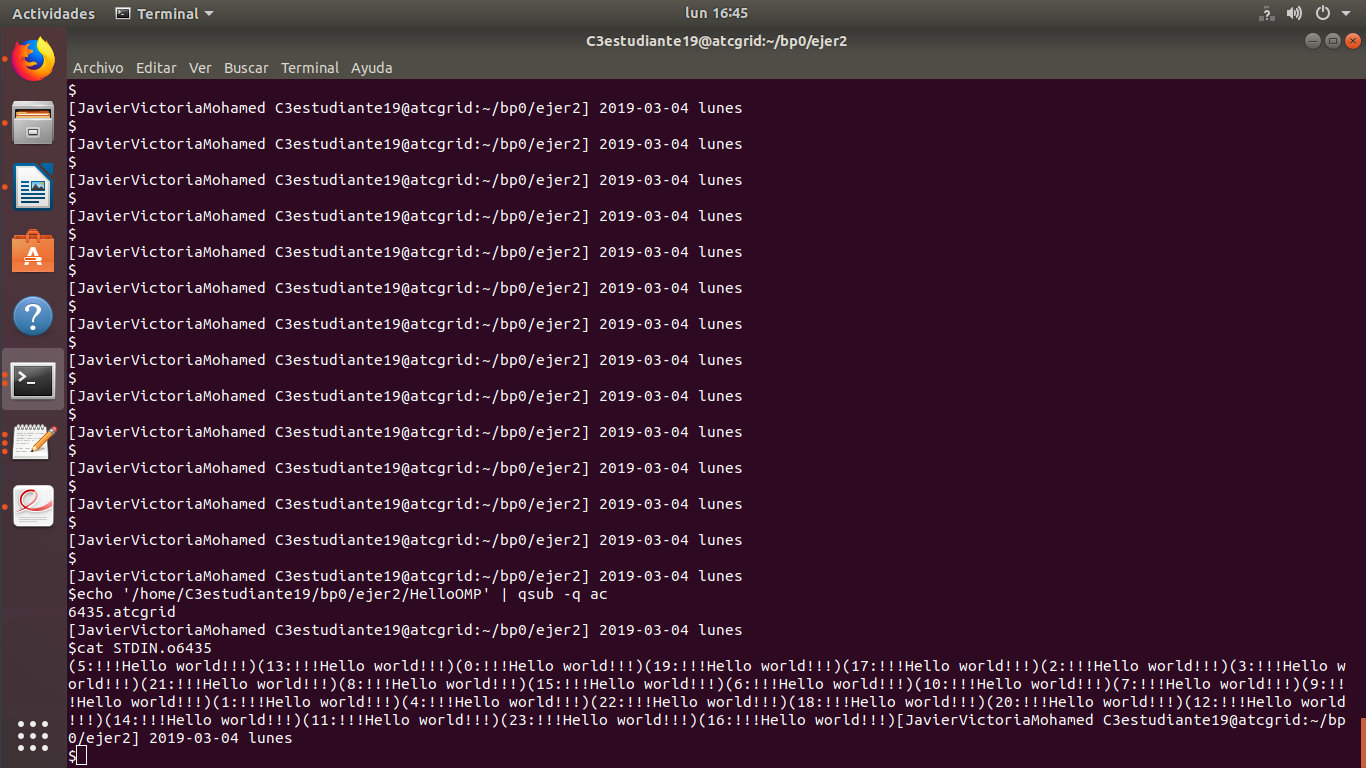 Actividades Terminal lun 16:45
C3estudiante19@atcgrid:~/bp0/ejer2
Archivo Editar Ver Buscar Terminal Ayuda
$
[JavierVictoriaMohamed C3estudiante19@atcgrid:~/bp0/ejer2] 2019-03-04 lunes
$
[JavierVictoriaMohamed C3estudiante19@atcgrid:~/bp0/ejer2] 2019-03-04 lunes
$
[JavierVictoriaMohamed C3estudiante19@atcgrid:~/bp0/ejer2] 2019-03-04 lunes
$
[JavierVictoriaMohamed C3estudiante19@atcgrid:~/bp0/ejer2] 2019-03-04 lunes
$
[JavierVictoriaMohamed C3estudiante19@atcgrid:~/bp0/ejer2] 2019-03-04 lunes
$
[JavierVictoriaMohamed C3estudiante19@atcgrid:~/bp0/ejer2] 2019-03-04 lunes
$
[JavierVictoriaMohamed C3estudiante19@atcgrid:~/bp0/ejer2] 2019-03-04 lunes
$
[JavierVictoriaMohamed C3estudiante19@atcgrid:~/bp0/ejer2] 2019-03-04 lunes
$
[JavierVictoriaMohamed C3estudiante19@atcgrid:~/bp0/ejer2] 2019-03-04 lunes
$
[JavierVictoriaMohamed C3estudiante19@atcgrid:~/bp0/ejer2] 2019-03-04 lunes
$
[JavierVictoriaMohamed C3estudiante19@atcgrid:~/bp0/ejer2] 2019-03-04 lunes
$
[JavierVictoriaMohamed C3estudiante19@atcgrid:~/bp0/ejer2] 2019-03-04 lunes
$
[JavierVictoriaMohamed C3estudiante19@atcgrid:~/bp0/ejer2] 2019-03-04 lunes
$
[JavierVictoriaMohamed C3estudiante19@atcgrid:~/bp0/ejer2] 2019-03-04 lunes
$echo '/home/C3estudiante19/bp0/ejer2/HelloOMP' | qsub -q ac
6435.atcgrid
[JavierVictoriaMohamed C3estudiante19@atcgrid:~/bp0/ejer2] 2019-03-04 lunes
$cat STDIN.o6435
(5:!!!Hello world!!!)(13:!!!Hello world!!!)(0:!!!Hello world!!!)(19:!!!Hello world!!!)(17:!!!Hello world!!!)(2:!!!Hello world!!!)(3:!!!Hello w
orld!!!)(21:!!!Hello world!!!)(8:!!!Hello world!!!)(15:!!!Hello world!!!)(6:!!!Hello world!!!)(10:!!!Hello world!!!)(7:!!!Hello world!!!)(9:!!
!Hello world!!!)(1:!!!Hello world!!!)(4:!!!Hello world!!!)(22:!!!Hello world!!!)(18:!!!Hello world!!!)(20:!!!Hello world!!!)(12:!!!Hello world
!!!)(14:!!!Hello world!!!)(11:!!!Hello world!!!)(23:!!!Hello world!!!)(16:!!!Hello world!!!)[JavierVictoriaMohamed C3estudiante19@atcgrid:~/bp
0/ejer2] 2019-03-04 lunes
$